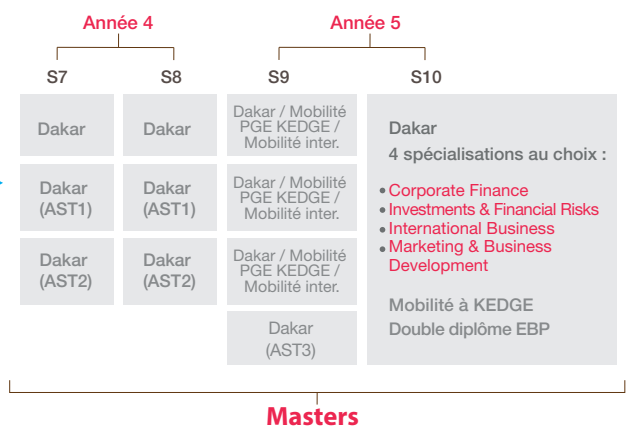 Année 4
Année 5
S7
S8
S9
S10
Dakar
Dakar
Dakar / Mobilité
PGE KEDGE /
Mobilité inter.
Dakar
(AST1)
Dakar
(AST1)
Dakar / Mobilité
PGE KEDGE /
Mobilité inter.
Dakar
(AST2)
Dakar
(AST2)
Dakar / Mobilité
PGE KEDGE /
Mobilité inter.
Dakar
(AST3)
Dakar
4 spécialisations au choix :
• Corporate Finance
• Investments & Financial Risks
• International Business
• Marketing & Business
Development
Mobilité à KEDGE
Double diplôme EBP
Masters